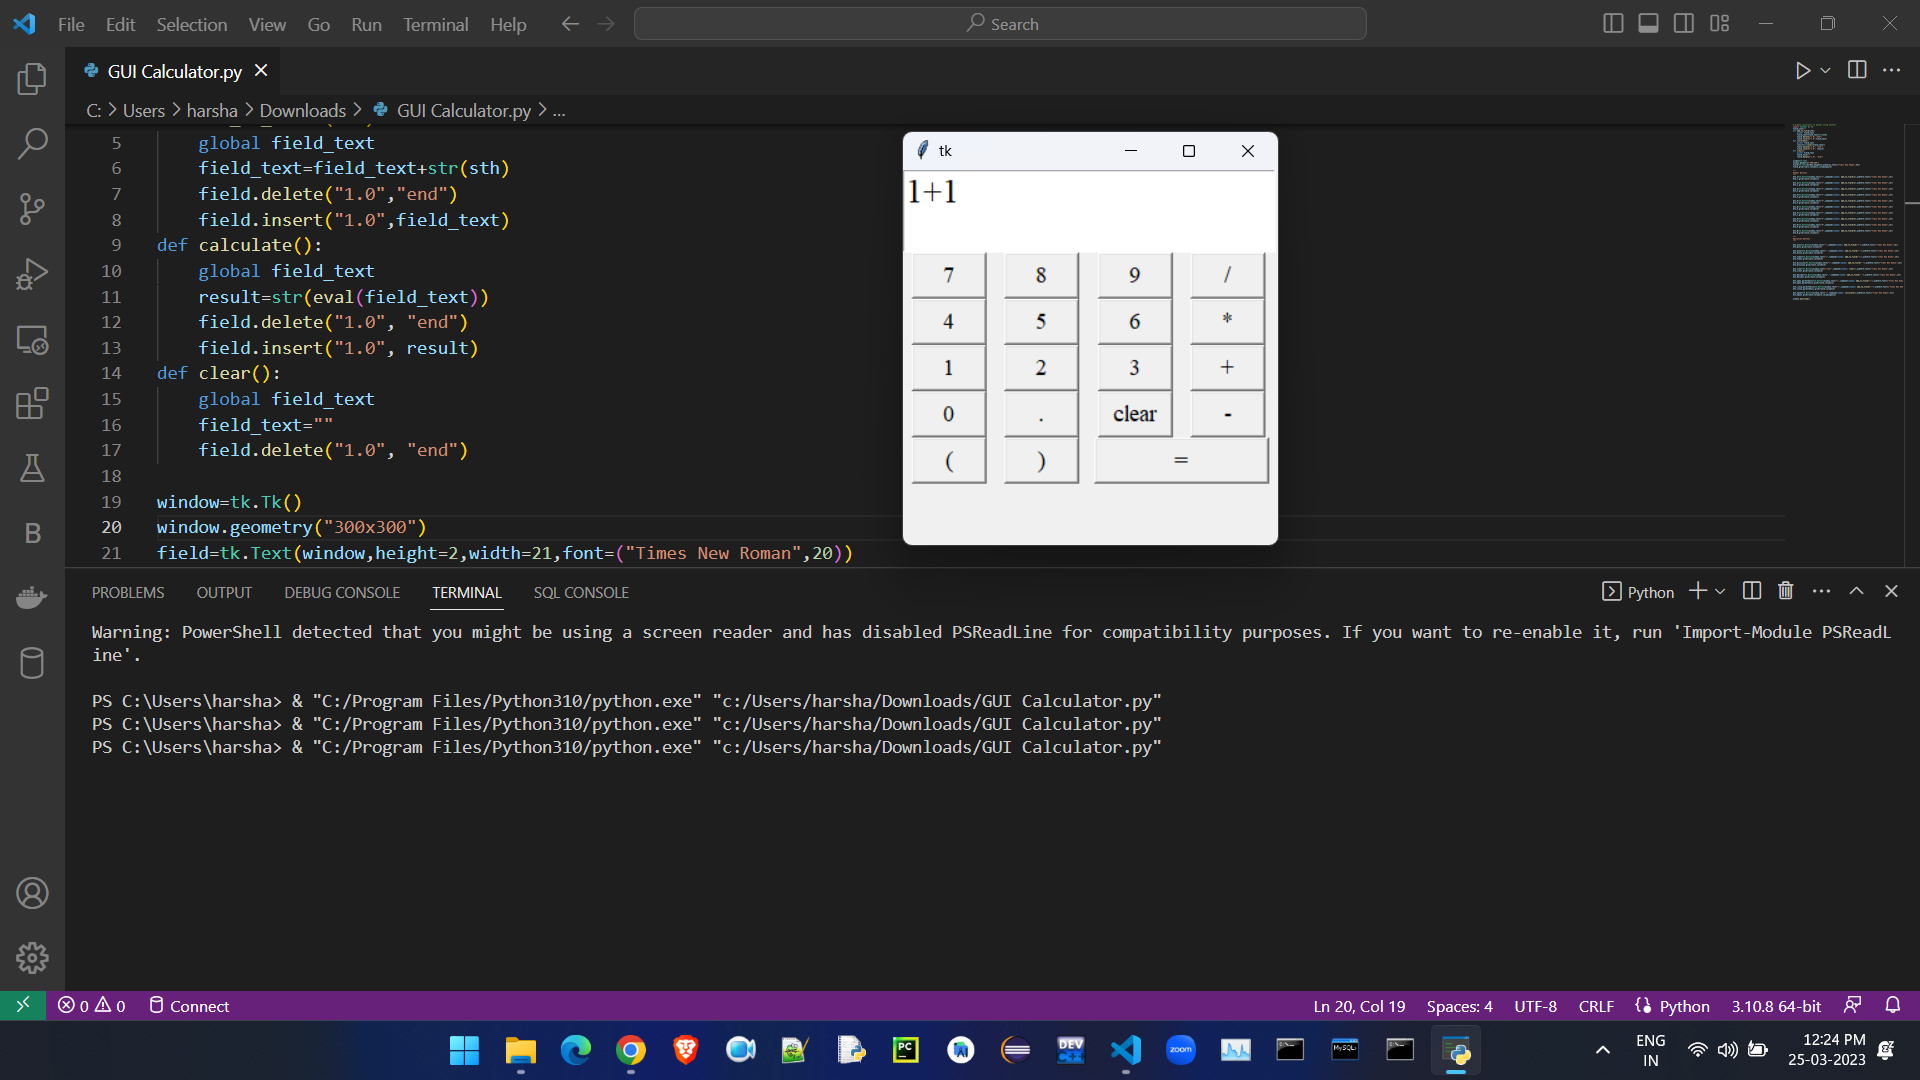 File Edit Selection View Go Run Terminal Help
Search
GUI Calculator.py
C: > Users > harsha > Downloads > GUI Calculator.py > ...
5 global field_text
6 field_text=field_text+str(sth)
7 field.delete("1.0","end")
8 field.insert("1.0",field_text)
9 def calculate():
10 global field_text
11 result=str(eval(field_text))
12 field.delete("1.0", "end")
13 field.insert("1.0", result)
14 def clear():
15 global field_text
16 field_text=""
17 field.delete("1.0", "end")
18
19 window=tk.Tk()
20 window.geometry("300x300")
21 field=tk.Text(window,height=2,width=21,font=("Times New Roman",20))
tk
1+1
7 8 9 /
4 5 6 *
1 2 3 +
0 . clear -
( ) =
PROBLEMS OUTPUT DEBUG CONSOLE TERMINAL SQL CONSOLE
Python
Warning: PowerShell detected that you might be using a screen reader and has disabled PSReadLine for compatibility purposes. If you want to re-enable it, run 'Import-Module PSReadL
ine'.
PS C:\Users\harsha> & "C:/Program Files/Python310/python.exe" "c:/Users/harsha/Downloads/GUI Calculator.py"
PS C:\Users\harsha> & "C:/Program Files/Python310/python.exe" "c:/Users/harsha/Downloads/GUI Calculator.py"
PS C:\Users\harsha> & "C:/Program Files/Python310/python.exe" "c:/Users/harsha/Downloads/GUI Calculator.py"
B
0 0 Connect
Ln 20, Col 19 Spaces: 4 UTF-8 CRLF Python 3.10.8 64-bit
PC
DEV
zoom
MySQL
ENG
IN
12:24 PM
25-03-2023